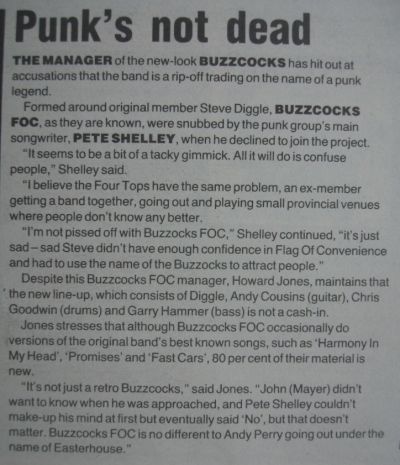 Punk's not dead
THE MANAGER of the new-look BUZZCOCKS has hit out at
accusations that the band is a rip-off trading on the name of a punk
legend.
Formed around original member Steve Diggle, BUZZCOCKS
FOC, as they are known, were snubbed by the punk group's main
songwriter, PETE SHELLEY, when he declined to join the project.
"It seems to be a bit of a tacky gimmick. All it will do is confuse
people," Shelley said.
"I believe the Four Tops have the same problem, an ex-member
getting a band together, going out and playing small provincial venues
where people don't know any better.
"I'm not pissed off with Buzzocks FOC," Shelley continued, "it's just
sad – sad Steve didn't have enough confidence in Flag Of Convenience
and had to use the name of the Buzzocks to attract people."
Despite this Buzzcocks FOC manager, Howard Jones, maintains that
the new line-up, which consists of Diggle, Andy Cousins (guitar), Chris
Goodwin (drums) and Garry Hammer (bass) is not a cash-in.
Jones stresses that although Buzzcocks FOC occasionally do
versions of the original band's best known songs, such as 'Harmony In
My Head', 'Promises' and 'Fast Cars', 80 per cent of their material is
new.
"It's not just a retro Buzzcocks," said Jones. "John (Mayer) didn't
want to know when he was approached, and Pete Shelley couldn't
make-up his mind at first but eventually said 'No', but that doesn't
matter. Buzzcocks FOC is no different to Andy Perry going out under the
name of Easterhouse."